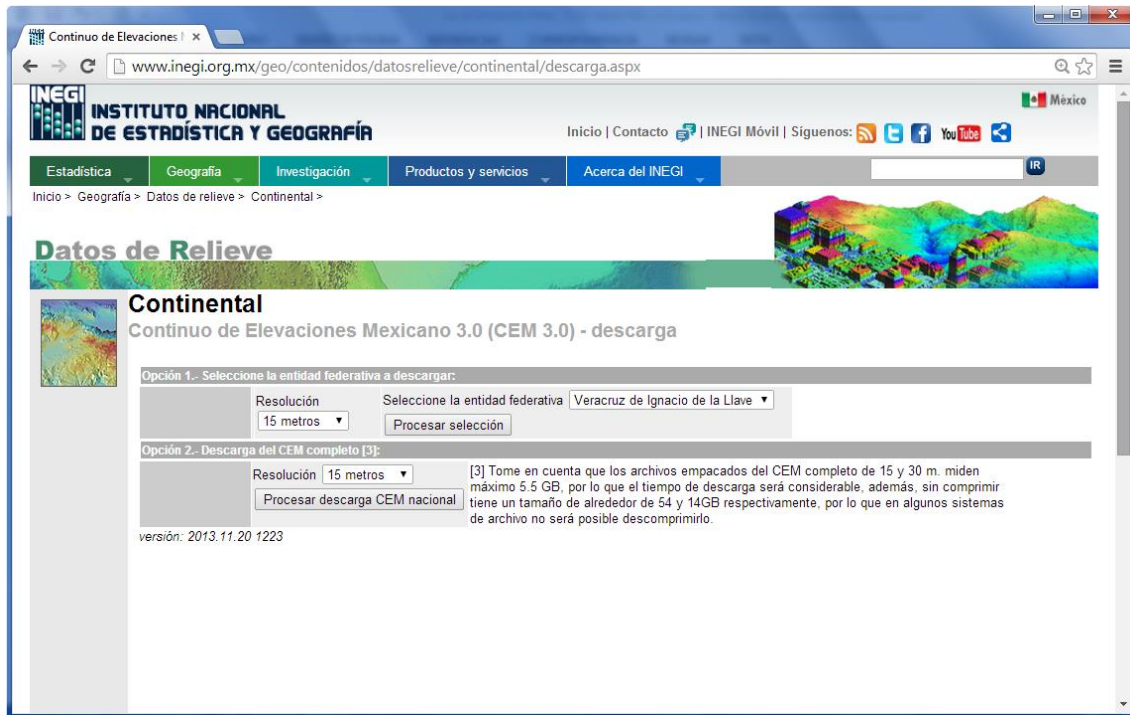 Continuo de Elevaciones M
www.inegi.org.mx/geo/contenidos/datosrelieve/continental/descarga.aspx
INEGI
INSTITUTO NACIONAL
DE ESTADÍSTICA Y GEOGRAFÍA
México
Inicio | Contacto | INEGI Móvil | Síguenos: You Tube
Estadística Geografía Investigación Productos y servicios Acerca del INEGI IR
Inicio > Geografía > Datos de relieve > Continental >
Datos de Relieve
Continental
Continuo de Elevaciones Mexicano 3.0 (CEM 3.0) - descarga
Opción 1.- Seleccione la entidad federativa a descargar:
Resolución Seleccione la entidad federativa Veracruz de Ignacio de la Llave
15 metros Procesar selección
Opción 2.- Descarga del CEM completo [3]:
Resolución 15 metros [3] Tome en cuenta que los archivos empacados del CEM completo de 15 y 30 m. miden
Procesar descarga CEM nacional máximo 5.5 GB, por lo que el tiempo de descarga será considerable, además, sin comprimir
tiene un tamaño de alrededor de 54 y 14GB respectivamente, por lo que en algunos sistemas
de archivo no será posible descomprimirlo.
versión: 2013.11.20 1223